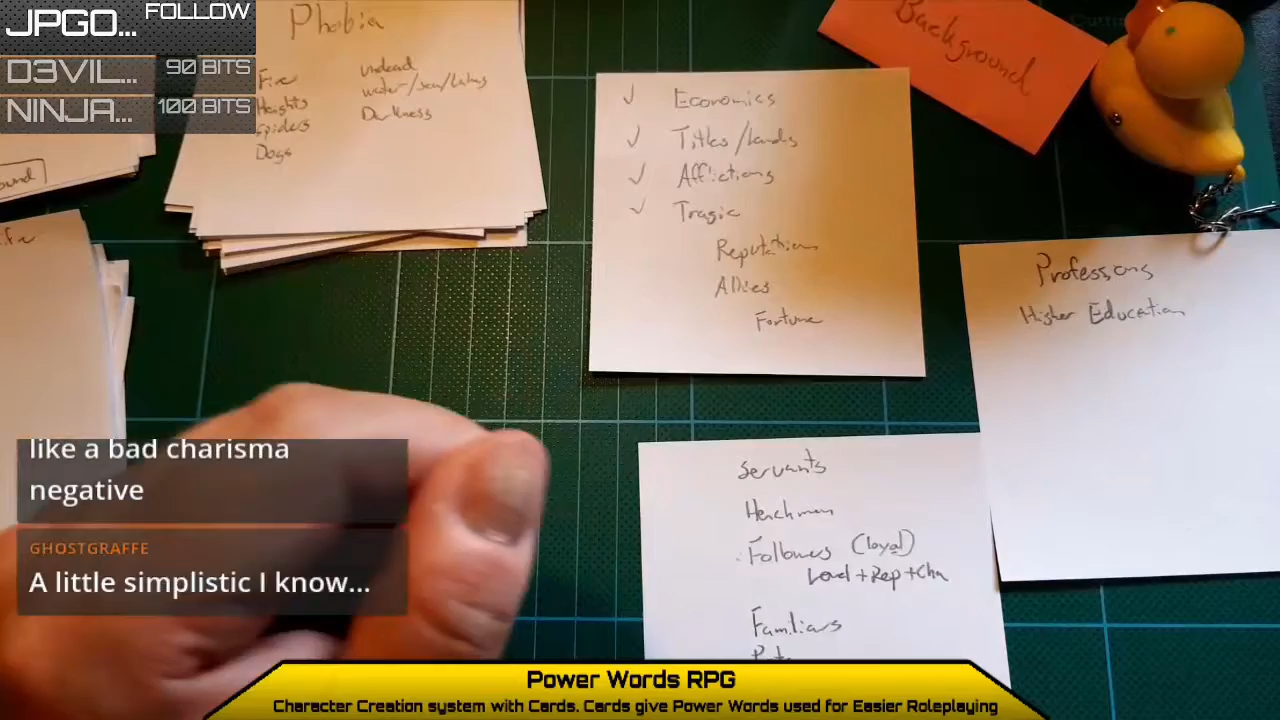 FOLLOW
JPGO...
D3VIL... 90 BITS
NINJA... 100 BITS
Phobia
Fire
Heights
Spiders
Dogs
undead
water/sea/lakes
Darkness
ound
✓ Economics
✓ Titles/lands
✓ Afflictions
✓ Tragic
Reputation
Allies
Fortune
Background
Professions
Higher Education
Servants
Henchmen
Followers (loyal)
Level+Rep+Cha
Familiars
like a bad charisma
negative
GHOSTGRAFFE
A little simplistic I know...
Power Words RPG
Character Creation system with Cards. Cards give Power Words used for Easier Roleplaying